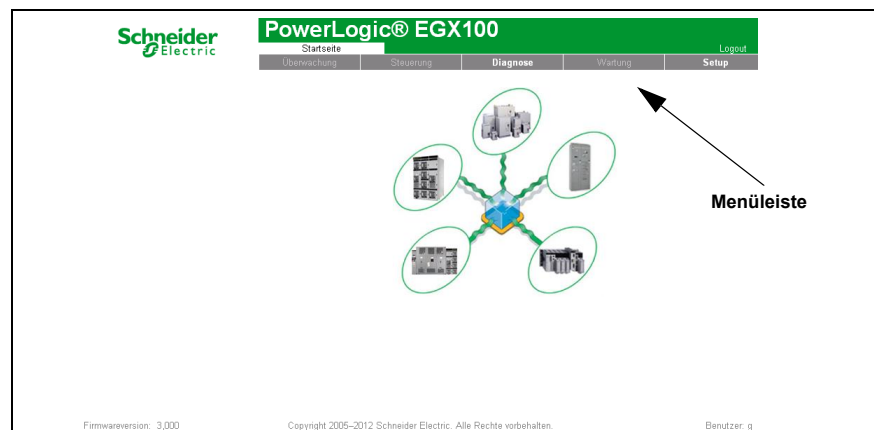 Schneider
Electric
PowerLogic® EGX100
Startseite
Logout
Überwachung Steuerung Diagnose Wartung Setup
Menüleiste
Firmwareversion: 3,000 Copyright 2005–2012 Schneider Electric. Alle Rechte vorbehalten. Benutzer: g